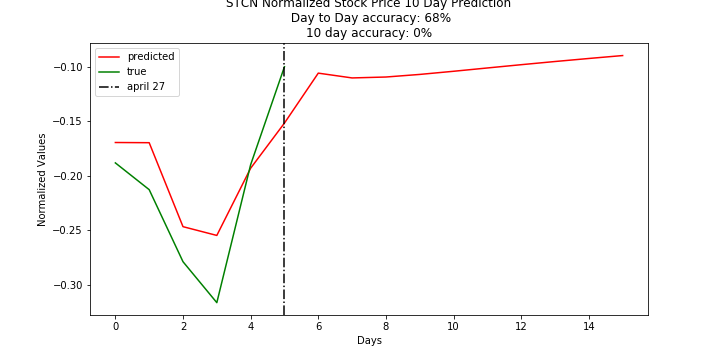 STCN Normalized Stock Price 10 Day Prediction
Day to Day accuracy: 68%
10 day accuracy: 0%
predicted
true
april 27
Normalized Values
−0.10
−0.15
−0.20
−0.25
−0.30
0 2 4 6 8 10 12 14
Days